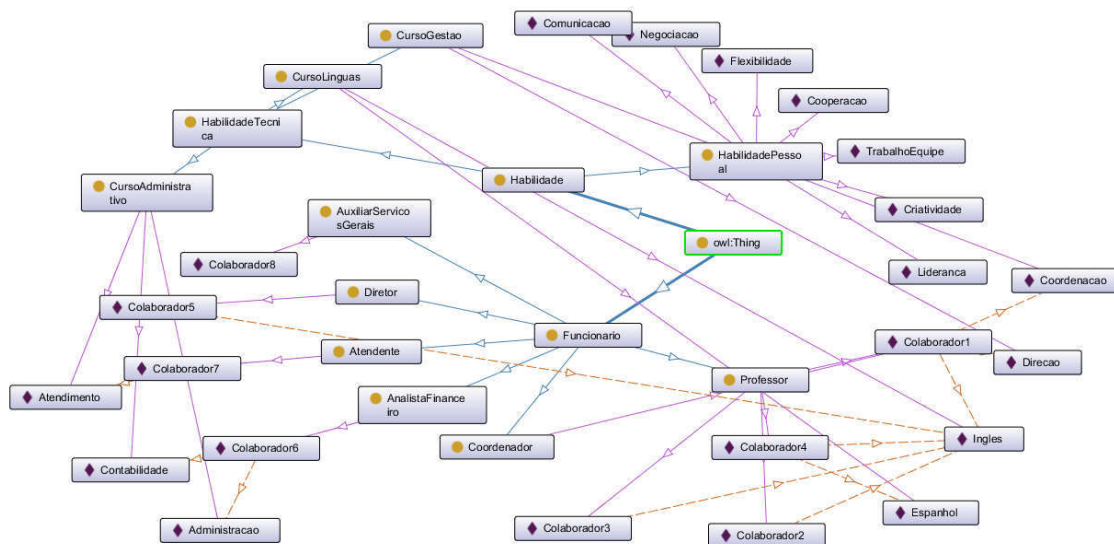 Comunicacao
CursoGestao
Negociacao
Flexibilidade
CursoLinguas
Cooperacao
HabilidadeTecni
ca
TrabalhoEquipe
HabilidadePesso
al
Habilidade
CursoAdministra
tivo
Criatividade
AuxiliarServic
osGerais
owl:Thing
Colaborador8
Lideranca
Coordenacao
Diretor
Colaborador5
Funcionario
Colaborador1
Atendente
Direcao
Colaborador7
Professor
Atendimento
AnalistaFinance
iro
Coordenador
Colaborador6
Colaborador4
Ingles
Contabilidade
Espanhol
Administracao
Colaborador3
Colaborador2